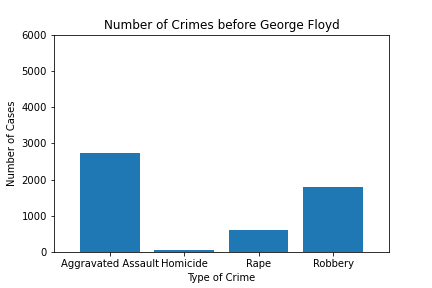 Number of Crimes before George Floyd
6000
5000
4000
3000
2000
1000
0
Number of Cases
Aggravated Assault Homicide Rape Robbery
Type of Crime